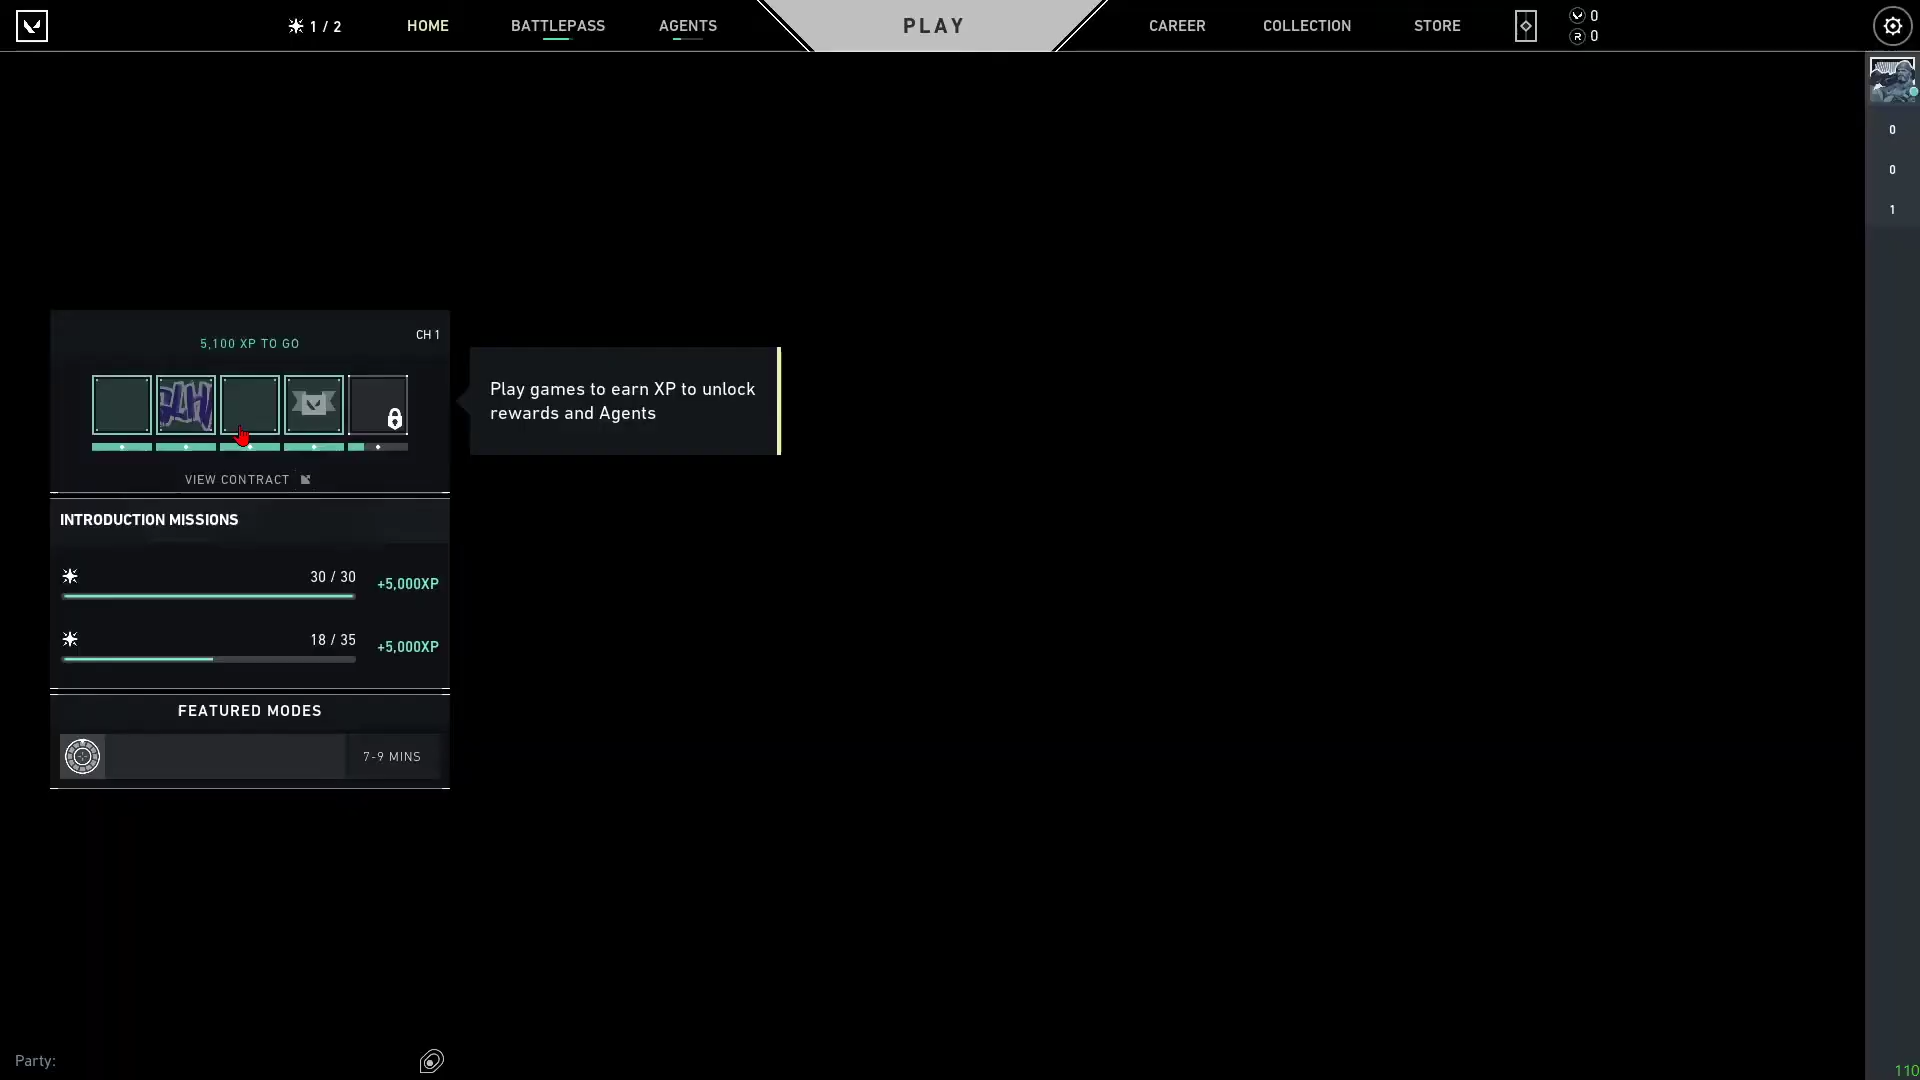 1 / 2
HOME
BATTLEPASS
AGENTS
PLAY
CAREER
COLLECTION
STORE
0
R 0
0
0
1
CH 1
5,100 XP TO GO
VIEW CONTRACT
Play games to earn XP to unlock
rewards and Agents
INTRODUCTION MISSIONS
30 / 30
+5,000XP
18 / 35
+5,000XP
FEATURED MODES
7-9 MINS
Party:
110